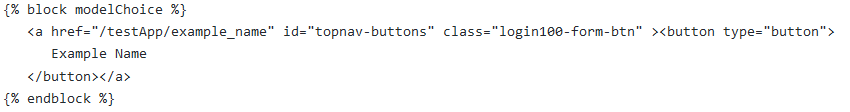 {% block modelChoice %}
<a href="/testApp/example_name" id="topnav-buttons" class="login100-form-btn" ><button type="button">
Example Name
</button></a>
{% endblock %}